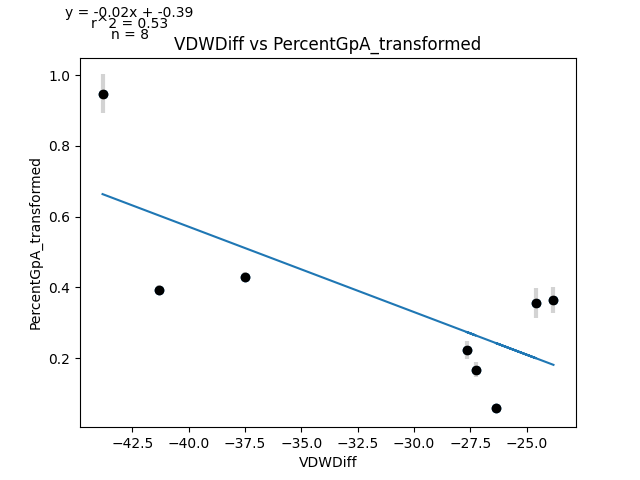 y = -0.02x + -0.39
r^2 = 0.53
n = 8
VDWDiff vs PercentGpA_transformed
1.0
0.8
0.6
0.4
0.2
PercentGpA_transformed
−42.5 −40.0 −37.5 −35.0 −32.5 −30.0 −27.5 −25.0
VDWDiff